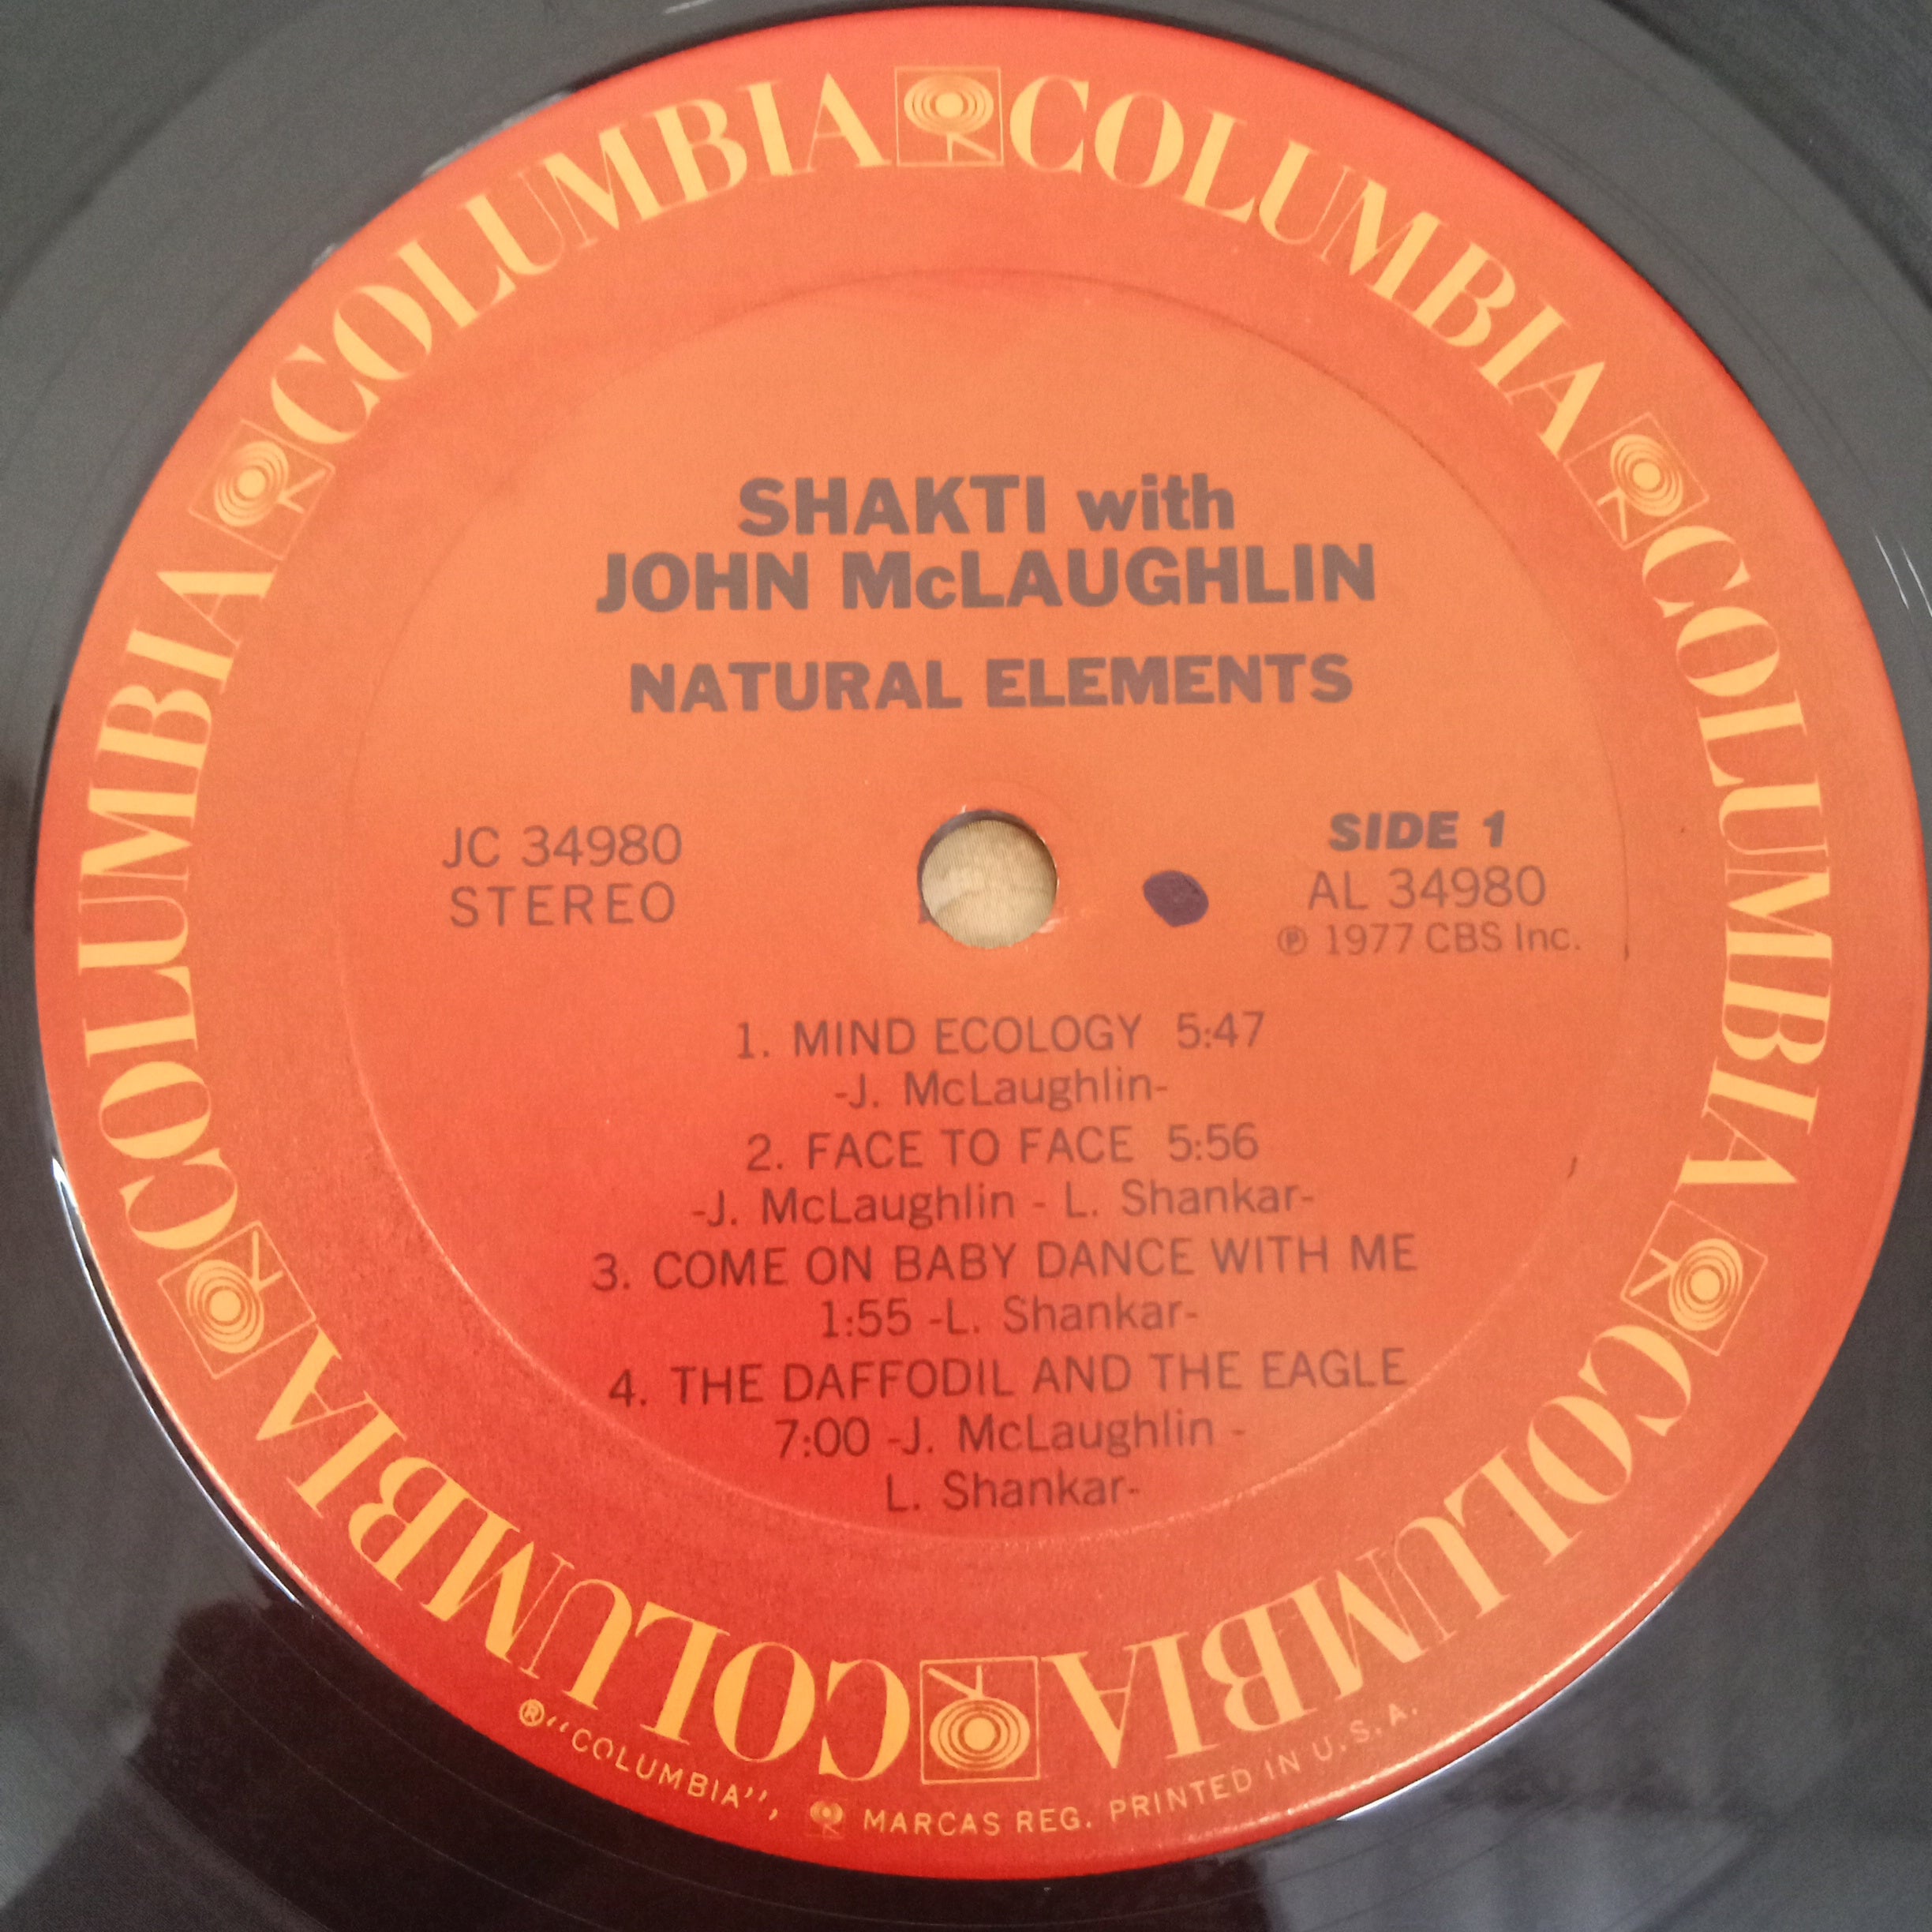 COLUMBIA COLUMBIA COLUMBIA COLUMBIA COLUMBIA COLUMBIA
SHAKTI with
JOHN McLAUGHLIN
NATURAL ELEMENTS
JC 34980
STEREO
SIDE 1
AL 34980
℗ 1977 CBS Inc.
1. MIND ECOLOGY 5:47
-J. McLaughlin-
2. FACE TO FACE 5:56
-J. McLaughlin - L. Shankar-
3. COME ON BABY DANCE WITH ME
1:55 -L. Shankar-
4. THE DAFFODIL AND THE EAGLE
7:00 -J. McLaughlin -
L. Shankar-
® "COLUMBIA", MARCAS REG. PRINTED IN U.S.A.